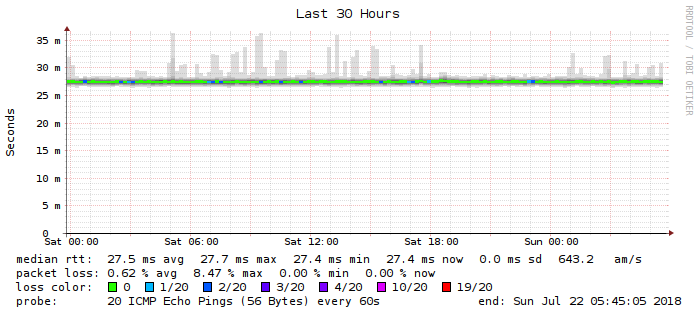 Last 30 Hours
RRDTOOL / TOBI OETIKER
Seconds
35 m
30 m
25 m
20 m
15 m
10 m
5 m
0
Sat 00:00 Sat 06:00 Sat 12:00 Sat 18:00 Sun 00:00
median rtt: 27.5 ms avg 27.7 ms max 27.4 ms min 27.4 ms now 0.0 ms sd 643.2 am/s
packet loss: 0.62 % avg 8.47 % max 0.00 % min 0.00 % now
loss color: 0 1/20 2/20 3/20 4/20 10/20 19/20
probe: 20 ICMP Echo Pings (56 Bytes) every 60s end: Sun Jul 22 05:45:05 2018